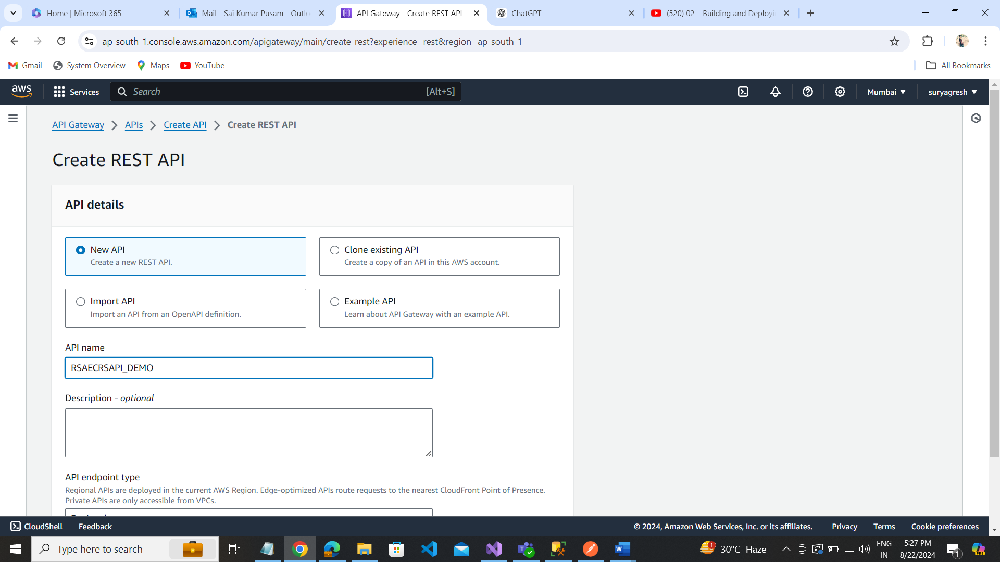 Home | Microsoft 365
Mail - Sai Kumar Pusam - Outlo
API Gateway - Create REST API
ChatGPT
(520) 02 – Building and Deployi
ap-south-1.console.aws.amazon.com/apigateway/main/create-rest?experience=rest&region=ap-south-1
Gmail
System Overview
Maps
YouTube
All Bookmarks
aws
Services
Search
[Alt+S]
Mumbai
suryagresh
API Gateway
APIs
Create API
Create REST API
Create REST API
API details
New API
Create a new REST API.
Clone existing API
Create a copy of an API in this AWS account.
Import API
Import an API from an OpenAPI definition.
Example API
Learn about API Gateway with an example API.
API name
RSAECRSAPI_DEMO
Description - optional
API endpoint type
Regional APIs are deployed in the current AWS Region. Edge-optimized APIs route requests to the nearest CloudFront Point of Presence.
Private APIs are only accessible from VPCs.
CloudShell
Feedback
© 2024, Amazon Web Services, Inc. or its affiliates.
Privacy
Terms
Cookie preferences
Type here to search
1
30°C Haze
ENG
IN
5:27 PM
8/22/2024
1
PRE